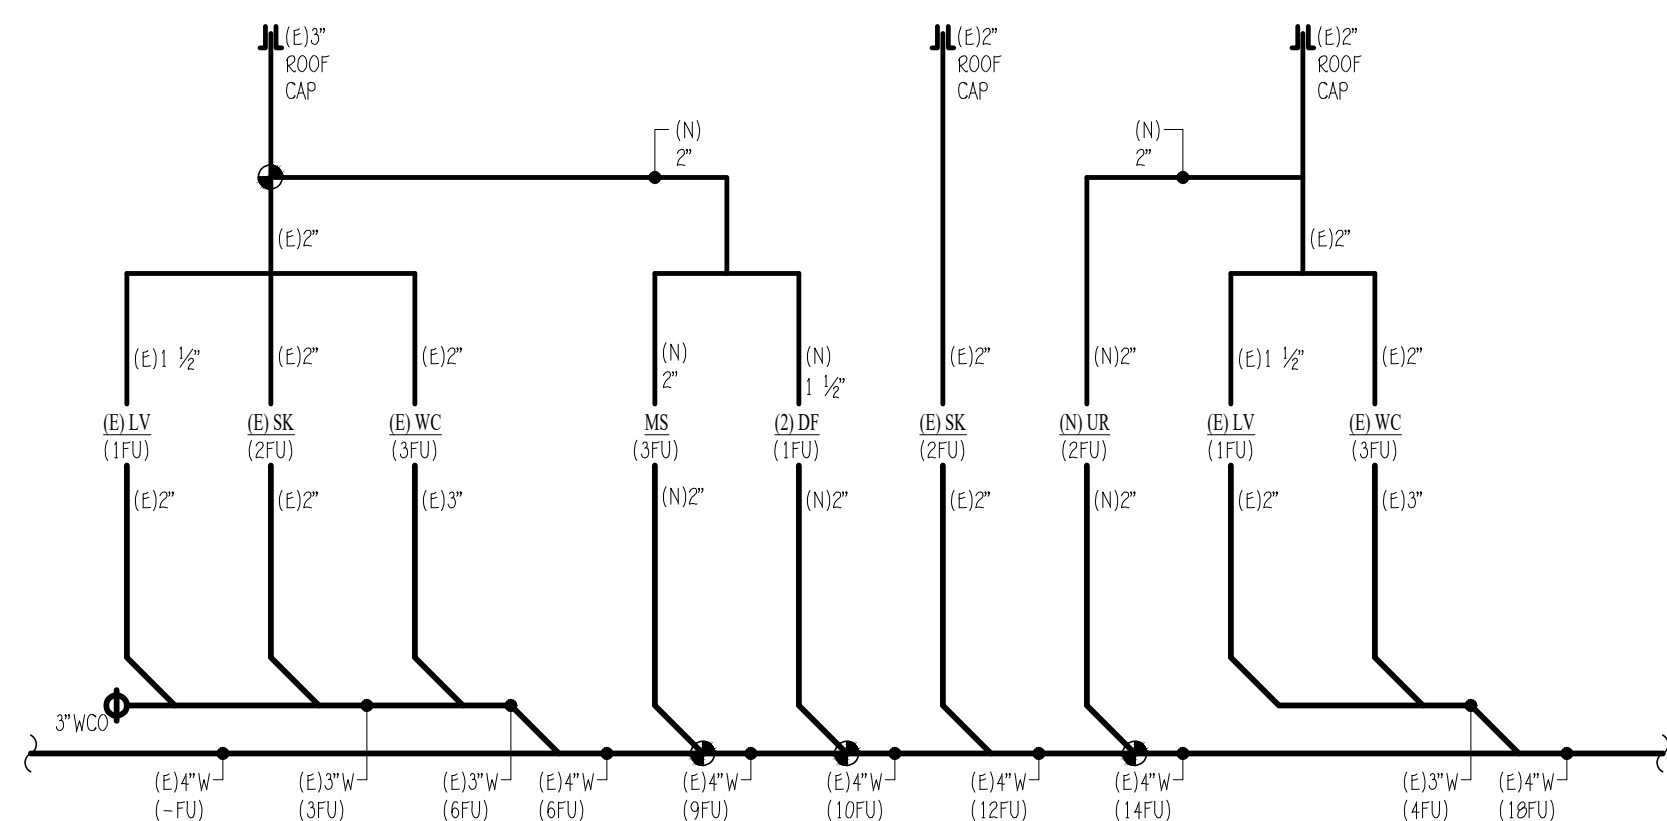 (E)3"
ROOF
CAP
(E)2"
ROOF
CAP
(E)2"
ROOF
CAP
(N)
2"
(N)
2"
(E)2"
(E)2"
(E)1 ½"
(E)2"
(E)2"
(N)
2"
(N)
1 ½"
(E)2"
(N)2"
(E)1 ½"
(E)2"
(E) LV
(1FU)
(E) SK
(2FU)
(E) WC
(3FU)
MS
(3FU)
(2) DF
(1FU)
(E) SK
(2FU)
(N) UR
(2FU)
(E) LV
(1FU)
(E) WC
(3FU)
(E)2"
(E)2"
(E)3"
(N)2"
(N)2"
(E)2"
(N)2"
(E)2"
(E)3"
3"WCO
(E)4"W
(-FU)
(E)3"W
(3FU)
(E)3"W
(6FU)
(E)4"W
(6FU)
(E)4"W
(9FU)
(E)4"W
(10FU)
(E)4"W
(12FU)
(E)4"W
(14FU)
(E)3"W
(4FU)
(E)4"W
(18FU)